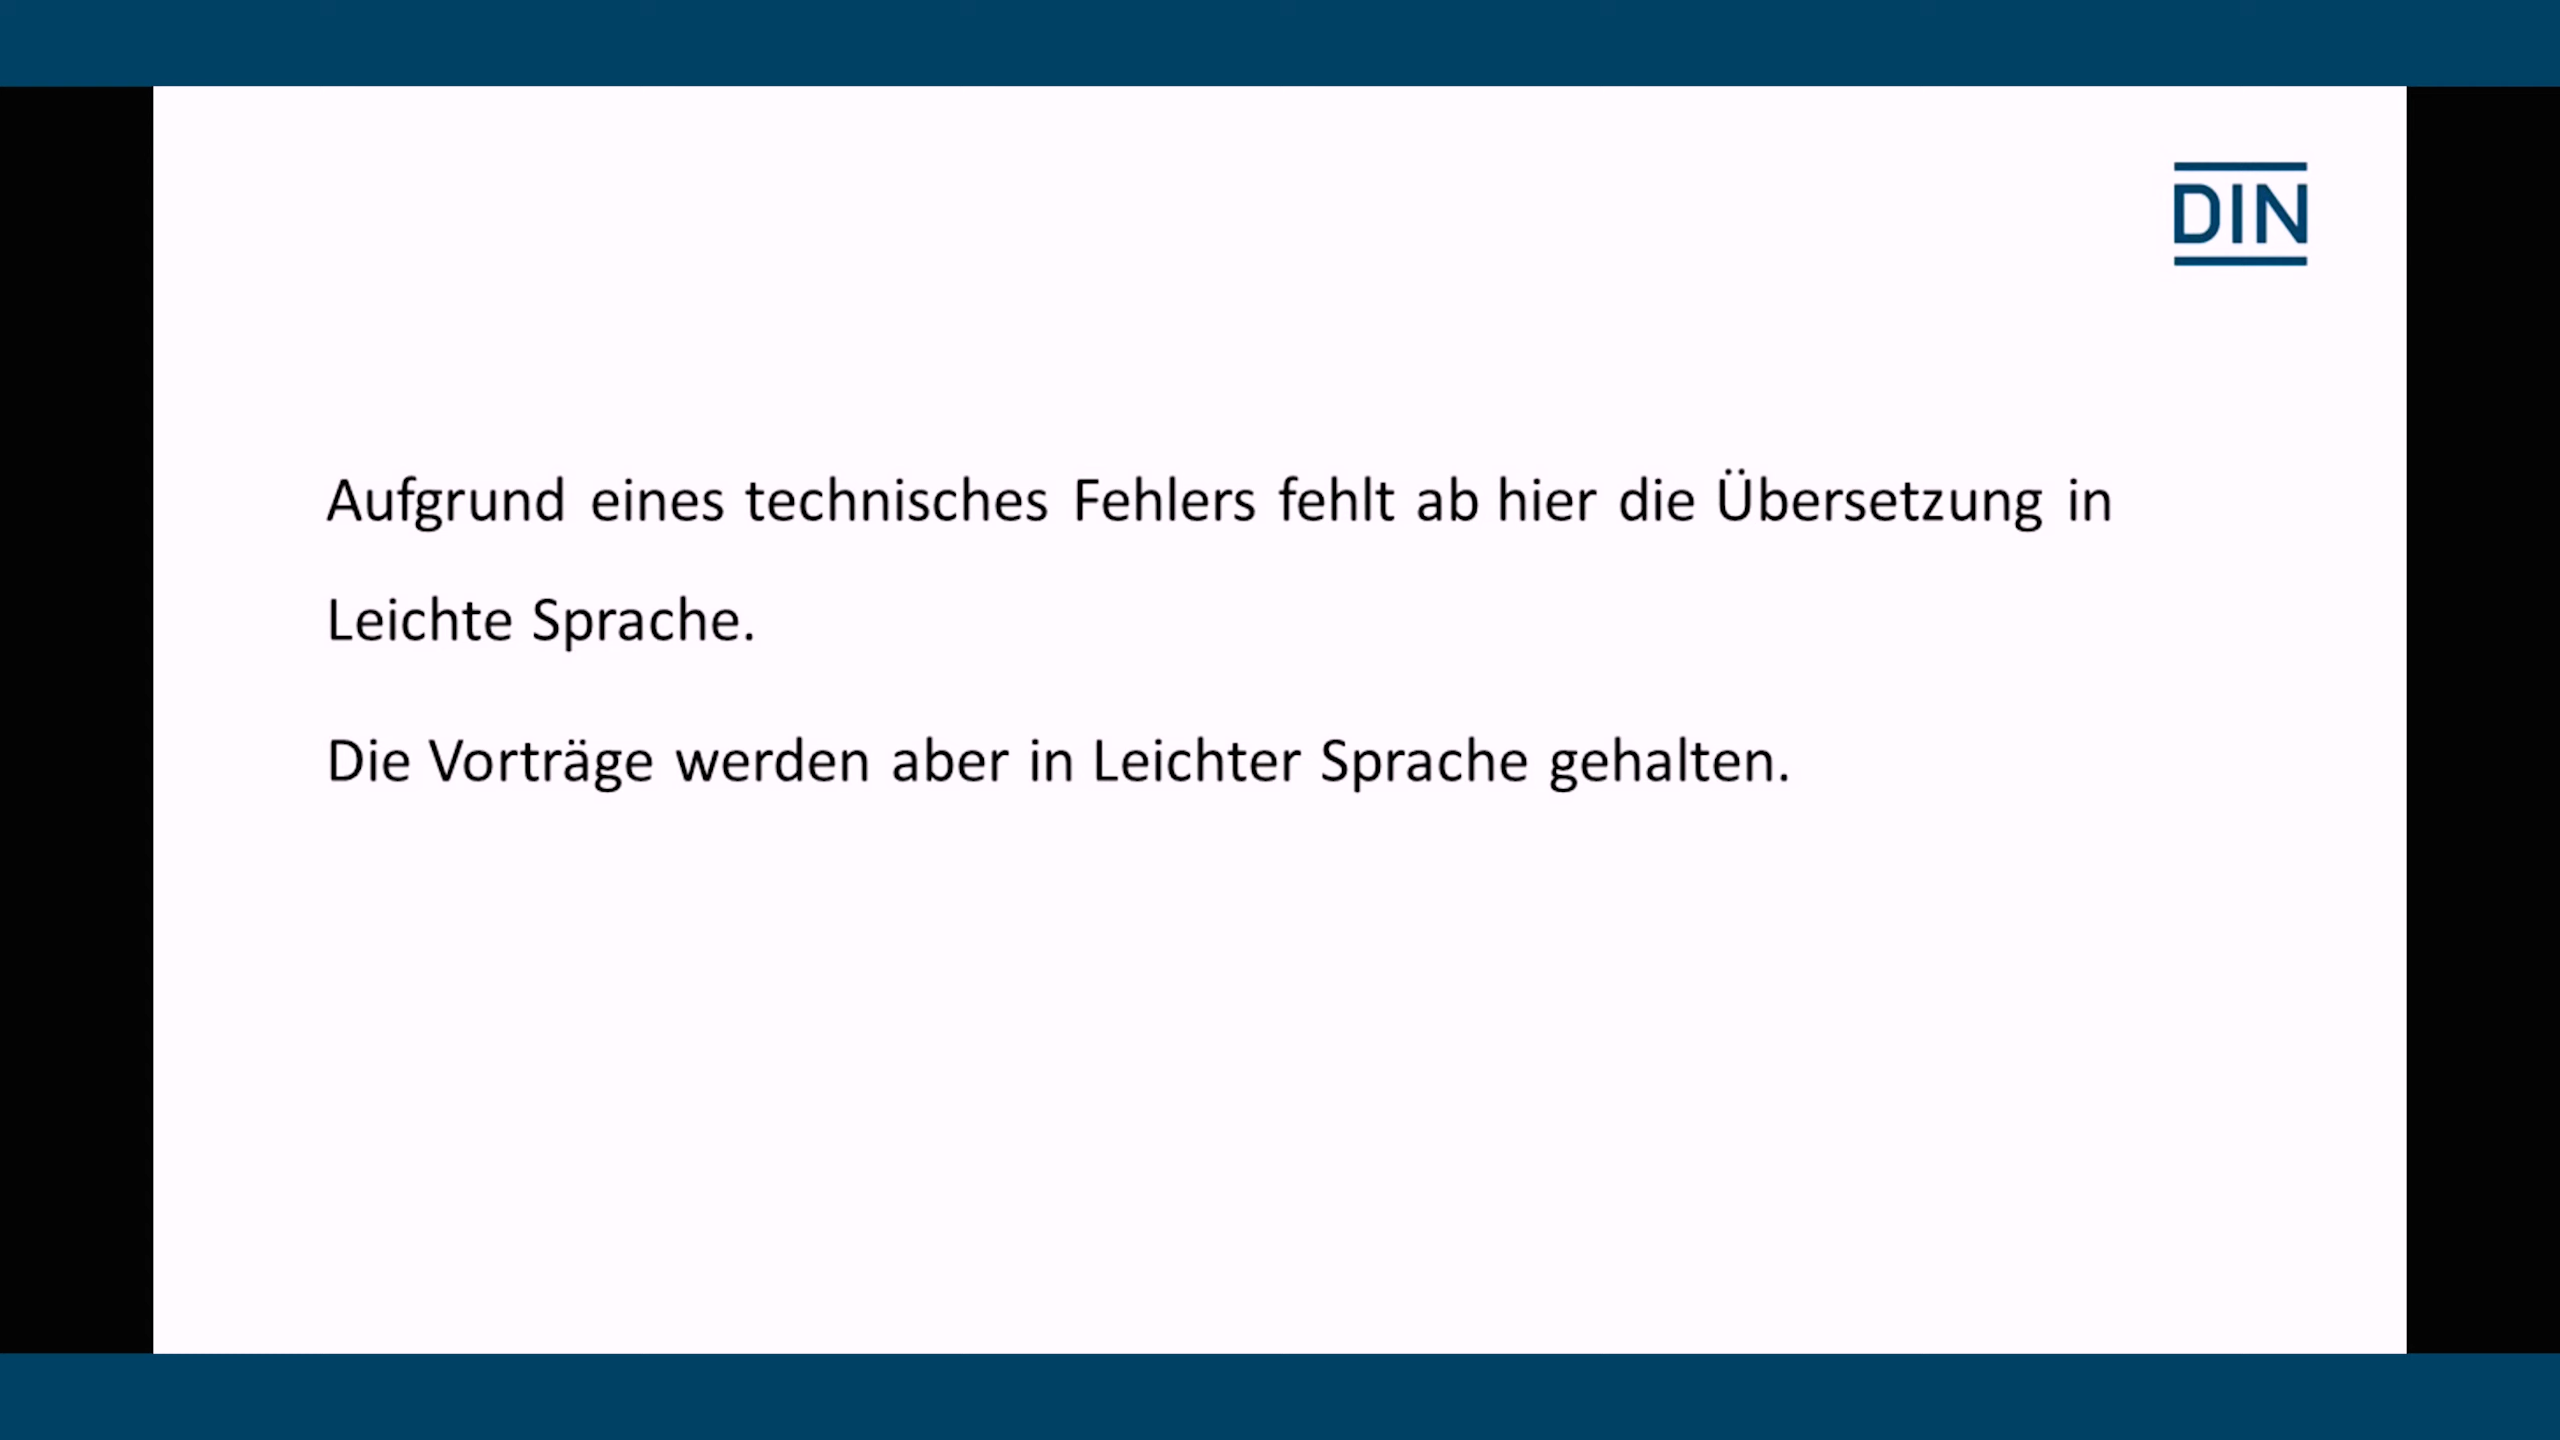 DIN
Aufgrund eines technisches Fehlers fehlt ab hier die Übersetzung in
Leichte Sprache.
Die Vorträge werden aber in Leichter Sprache gehalten.